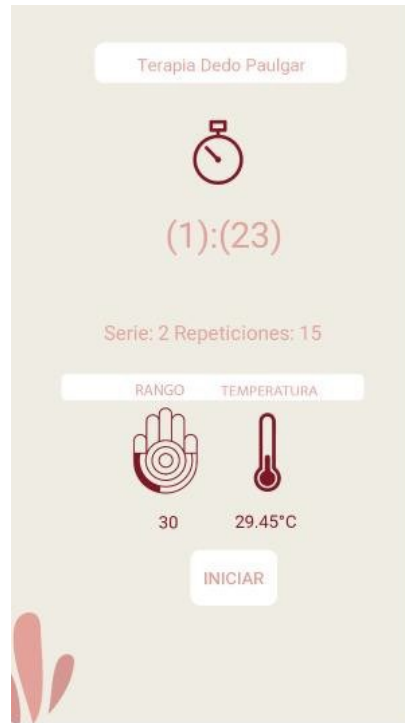 Terapia Dedo Paulgar
(1):(23)
Serie: 2 Repeticiones: 15
RANGO TEMPERATURA
30 29.45°C
INICIAR